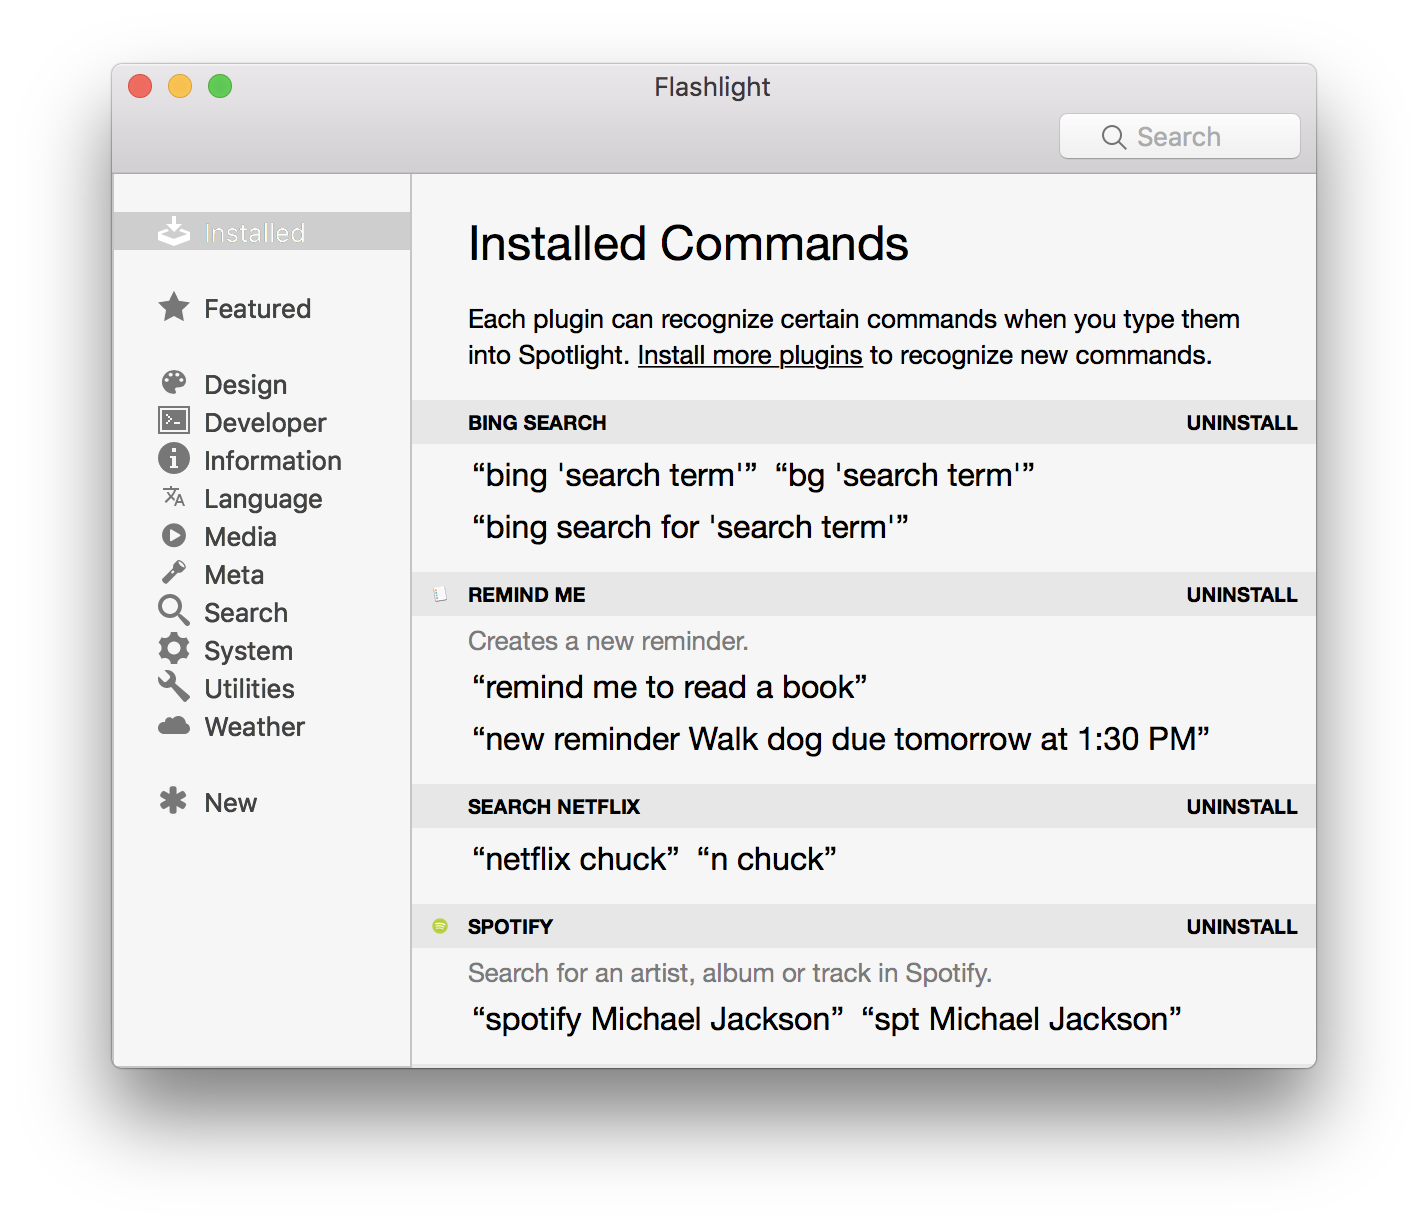 Flashlight
Search
Installed
Featured
Design
Developer
Information
Language
Media
Meta
Search
System
Utilities
Weather
New
Installed Commands
Each plugin can recognize certain commands when you type them
into Spotlight. Install more plugins to recognize new commands.
BING SEARCH UNINSTALL
“bing 'search term'” “bg 'search term'”
“bing search for 'search term'”
REMIND ME UNINSTALL
Creates a new reminder.
“remind me to read a book”
“new reminder Walk dog due tomorrow at 1:30 PM”
SEARCH NETFLIX UNINSTALL
“netflix chuck” “n chuck”
SPOTIFY UNINSTALL
Search for an artist, album or track in Spotify.
“spotify Michael Jackson” “spt Michael Jackson”